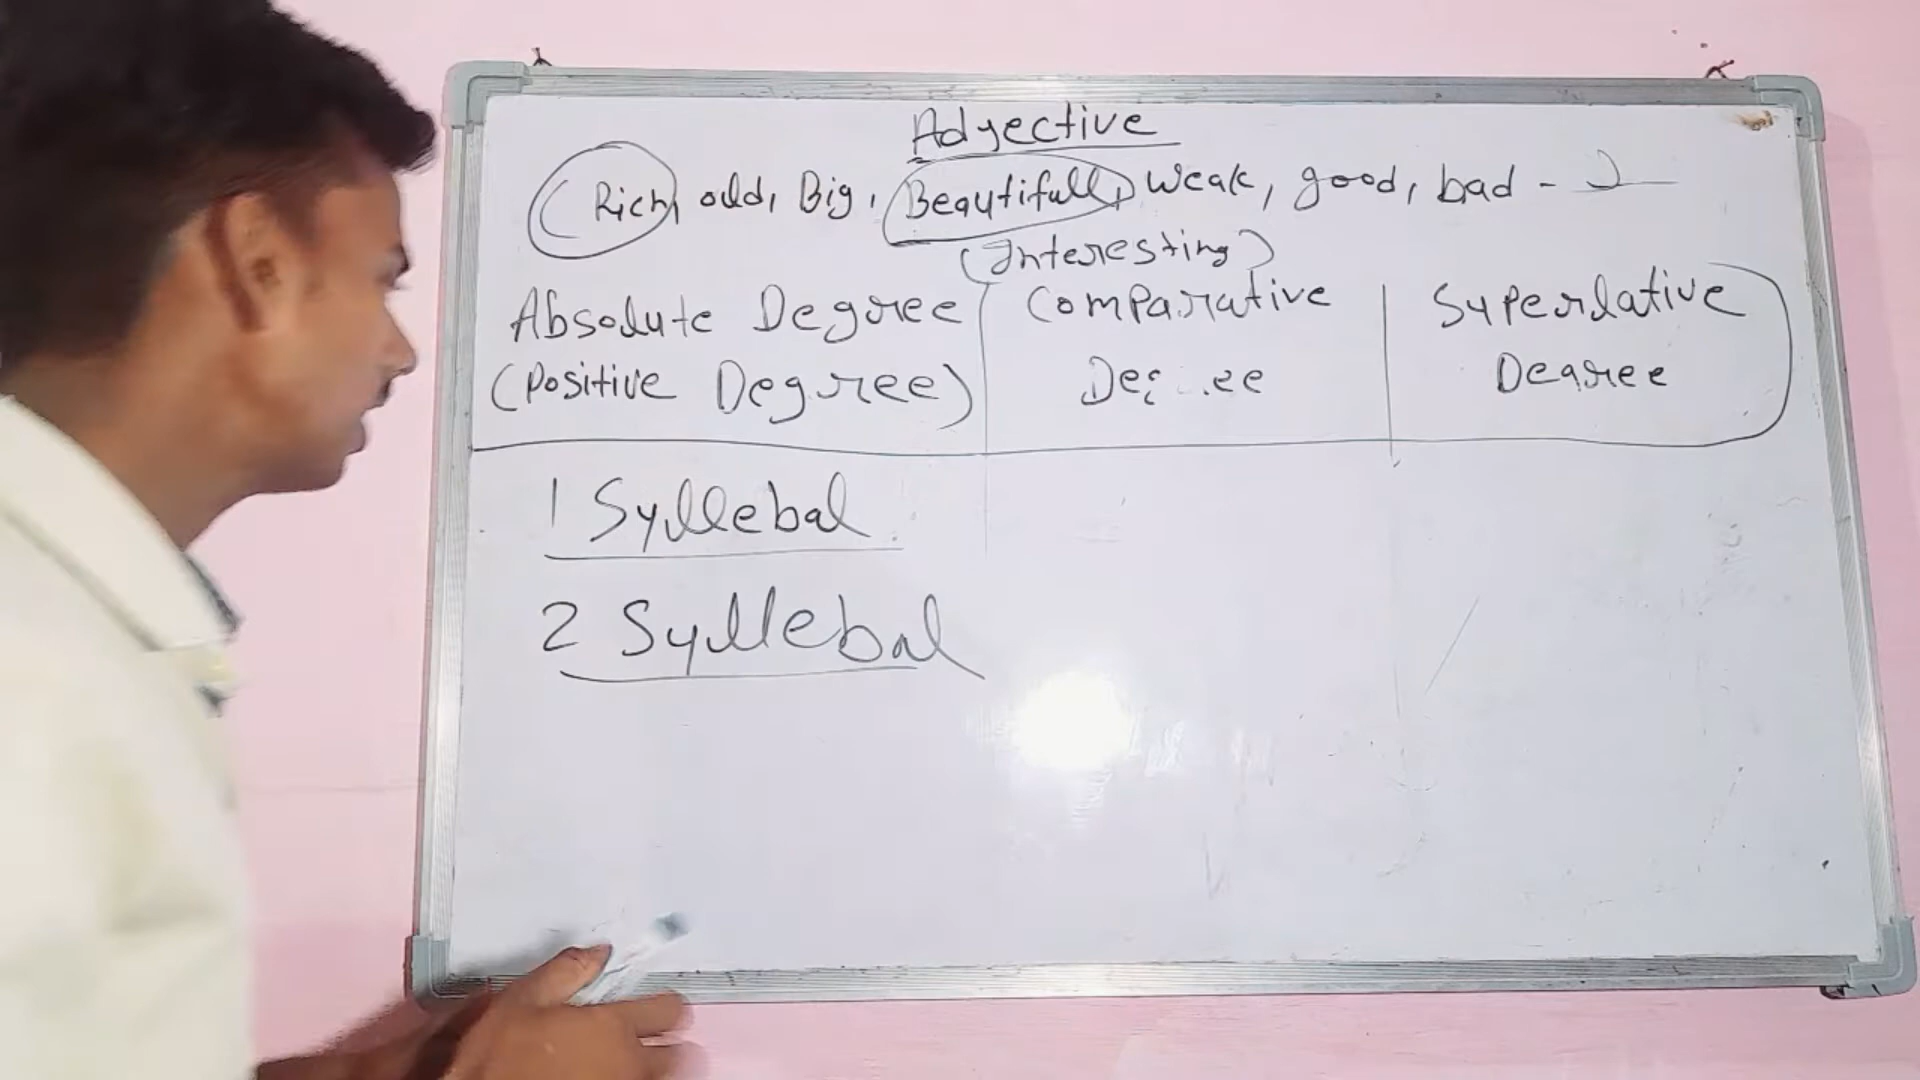 Adjective
Rich, old, Big, Beautifull, Weak, good, bad -
(Interesting)
Absolute Degree
Comparative
Superlative
(Positive Degree)
Degree
1 Syllebal
2 Syllebal